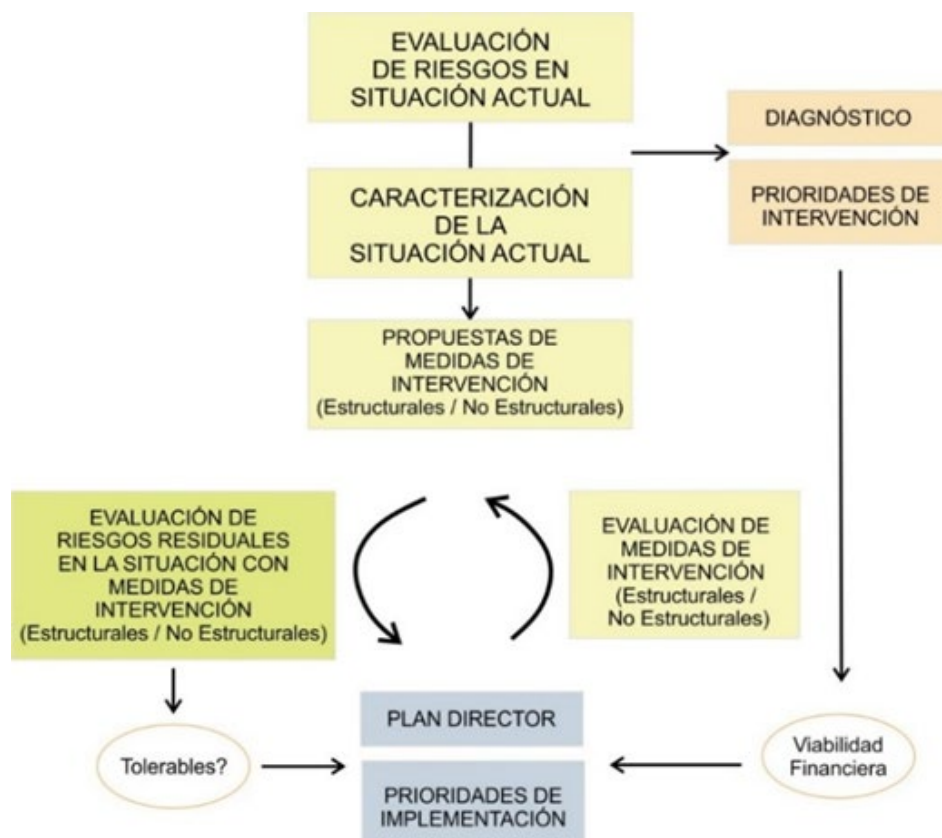 EVALUACIÓN
DE RIESGOS EN
SITUACIÓN ACTUAL
DIAGNÓSTICO
PRIORIDADES DE
INTERVENCIÓN
CARACTERIZACIÓN
DE LA
SITUACIÓN ACTUAL
PROPUESTAS DE
MEDIDAS DE
INTERVENCIÓN
(Estructurales / No Estructurales)
EVALUACIÓN DE
RIESGOS RESIDUALES
EN LA SITUACIÓN CON
MEDIDAS DE
INTERVENCIÓN
(Estructurales / No Estructurales)
EVALUACIÓN DE
MEDIDAS DE
INTERVENCIÓN
(Estructurales /
No Estructurales)
Tolerables?
PLAN DIRECTOR
PRIORIDADES DE
IMPLEMENTACIÓN
Viabilidad
Financiera